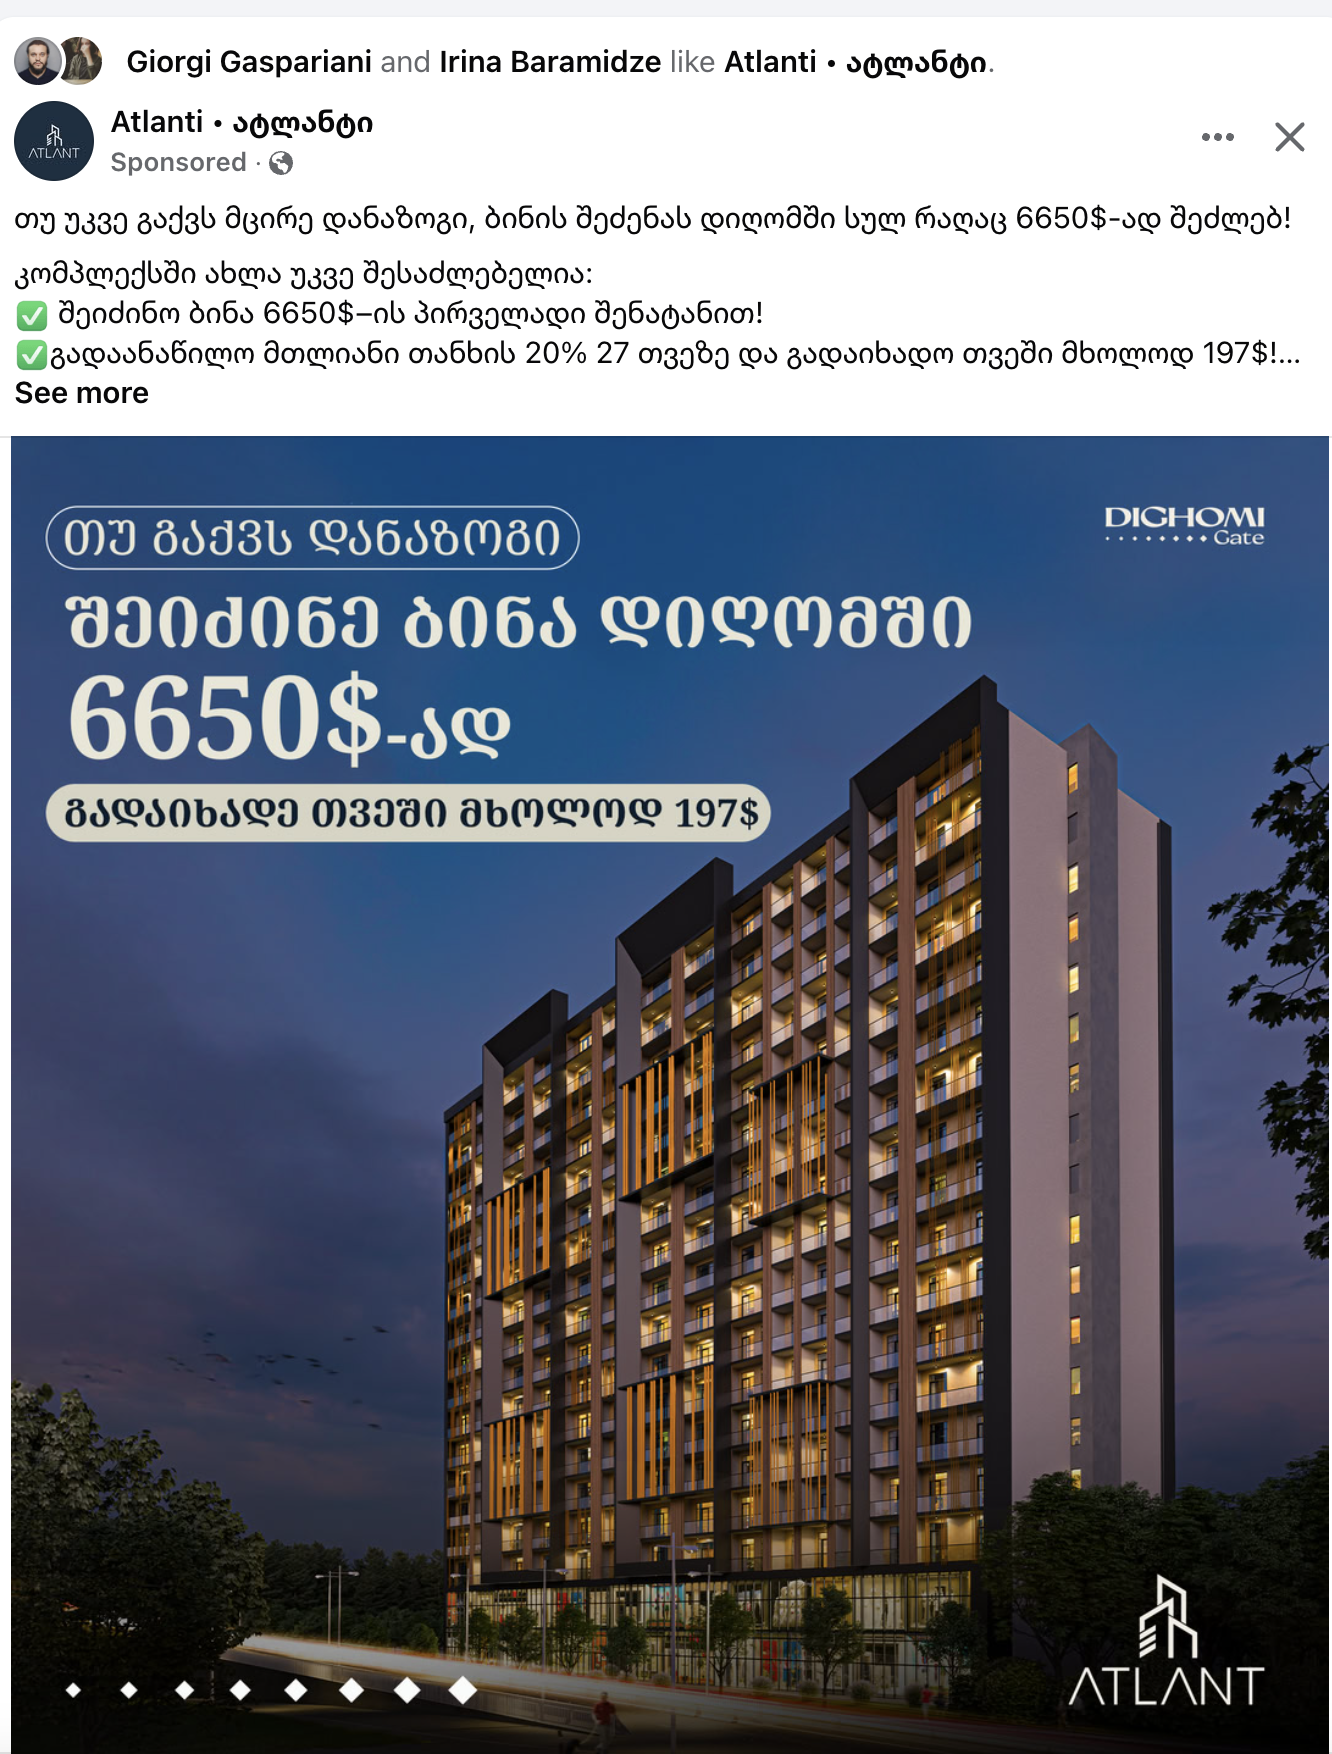 Giorgi Gaspariani and Irina Baramidze like Atlanti • ატლანტი.
Atlanti • ატლანტი
Sponsored ·
ATLANT
თუ უკვე გაქვს მცირე დანაზოგი, ბინის შეძენას დიღომში სულ რაღაც 6650$-ად შეძლებ!
კომპლექსში ახლა უკვე შესაძლებელია:
✅ შეიძინო ბინა 6650$–ის პირველადი შენატანით!
✅გადაანაწილო მთლიანი თანხის 20% 27 თვეზე და გადაიხადო თვეში მხოლოდ 197$!...
See more
თუ გაქვს დანაზოგი
DIGHOMI
Gate
შეიძინე ბინა დიღომში
6650$-ად
გადაიხადე თვეში მხოლოდ 197$
ATLANT